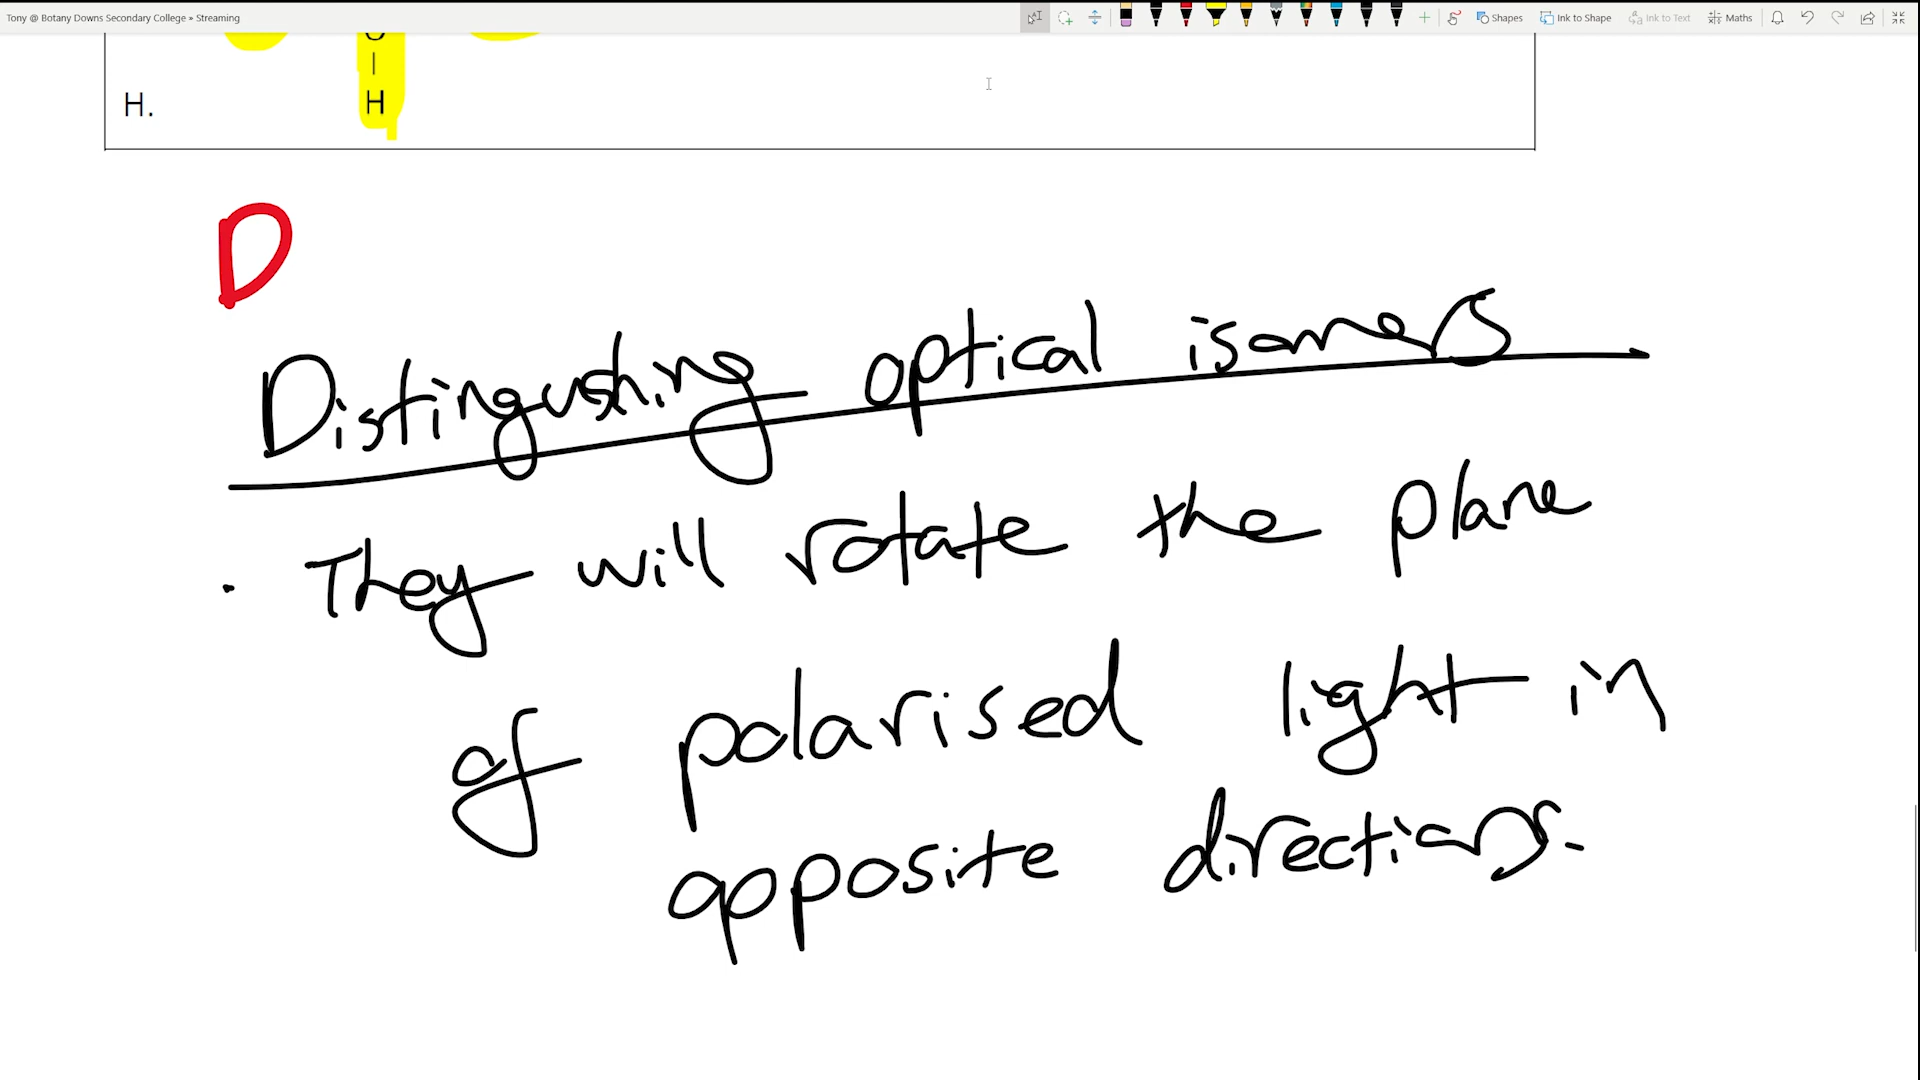 Tony @ Botany Downs Secondary College » Streaming
Shapes Ink to Shape Ink to Text Maths
O
H
H.
D
Distingushing optical isomers
. They will rotate the plane
of polarised light in
opposite directions.